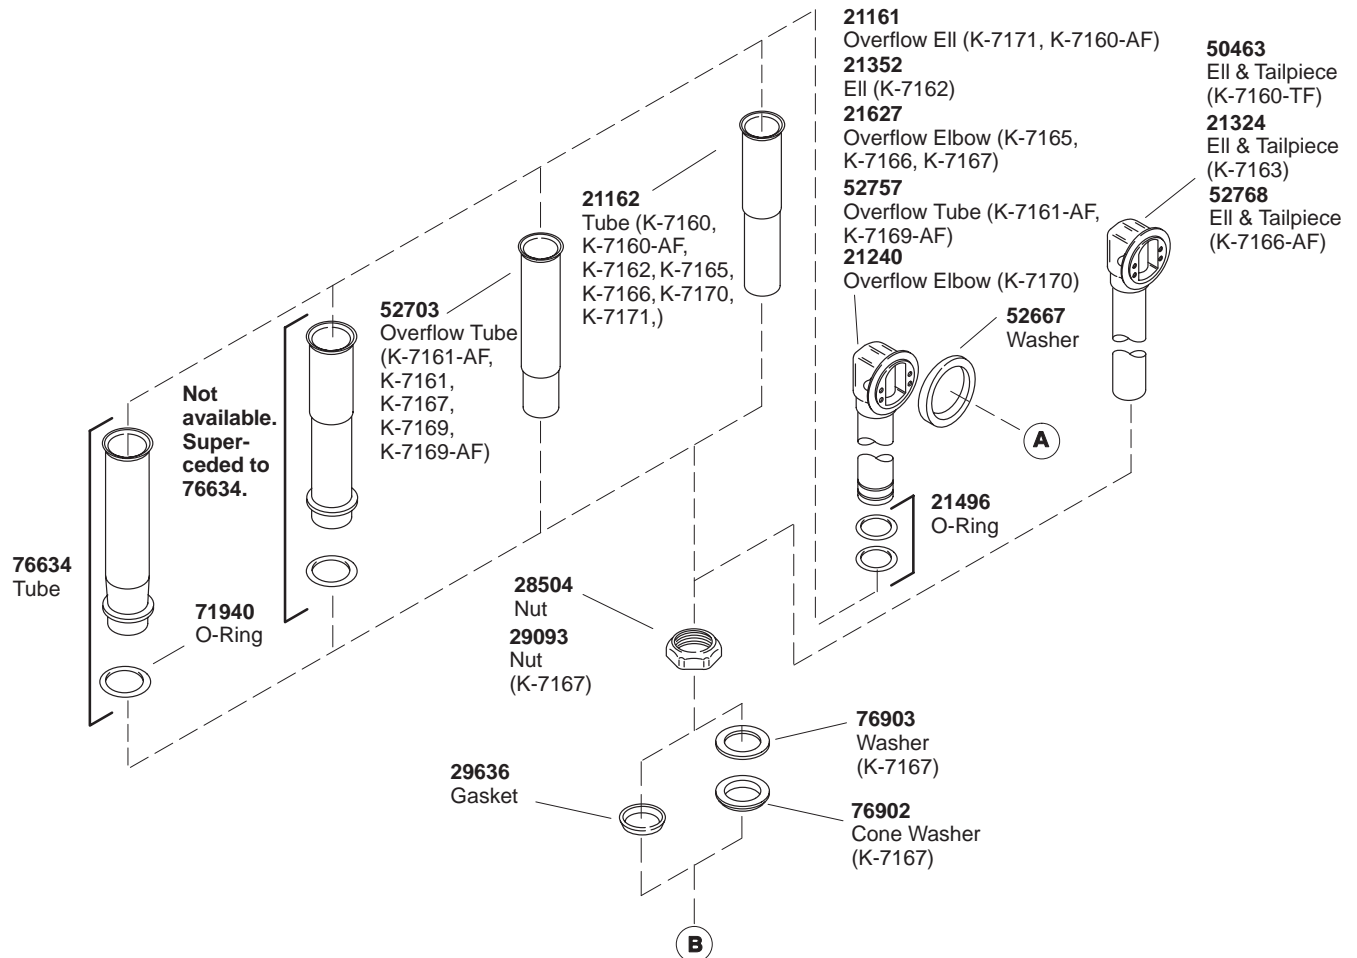 21161
Overflow Ell (K-7171, K-7160-AF)
21352
Ell (K-7162)
21627
Overflow Elbow (K-7165,
K-7166, K-7167)
52757
Overflow Tube (K-7161-AF,
K-7169-AF)
21240
Overflow Elbow (K-7170)
50463
Ell & Tailpiece
(K-7160-TF)
21324
Ell & Tailpiece
(K-7163)
52768
Ell & Tailpiece
(K-7166-AF)
21162
Tube (K-7160,
K-7160-AF,
K-7162, K-7165,
K-7166, K-7170,
K-7171,)
52703
Overflow Tube
(K-7161-AF,
K-7161,
K-7167,
K-7169,
K-7169-AF)
52667
Washer
A
Not
available.
Super-
ceded to
76634.
21496
O-Ring
76634
Tube
71940
O-Ring
28504
Nut
29093
Nut
(K-7167)
76903
Washer
(K-7167)
29636
Gasket
76902
Cone Washer
(K-7167)
B